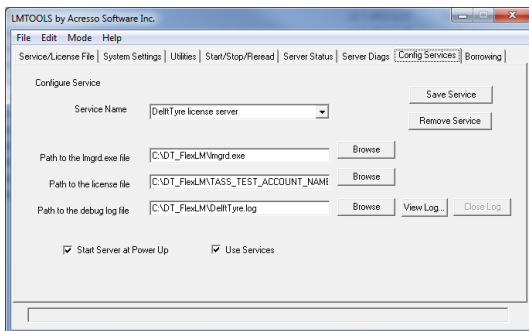 LMTOOLS by Acresso Software Inc.
File Edit Mode Help
Service/License File System Settings Utilities Start/Stop/Reread Server Status Server Diags Config Services Borrowing
Configure Service
Save Service
Service Name DelftTyre license server
Remove Service
Path to the lmgrd.exe file C:\DT_FlexLM\lmgrd.exe Browse
Path to the license file C:\DT_FlexLM\TASS_TEST_ACCOUNT_NAME Browse
Path to the debug log file C:\DT_FlexLM\DelftTyre.log Browse View Log... Close Log
Start Server at Power Up Use Services